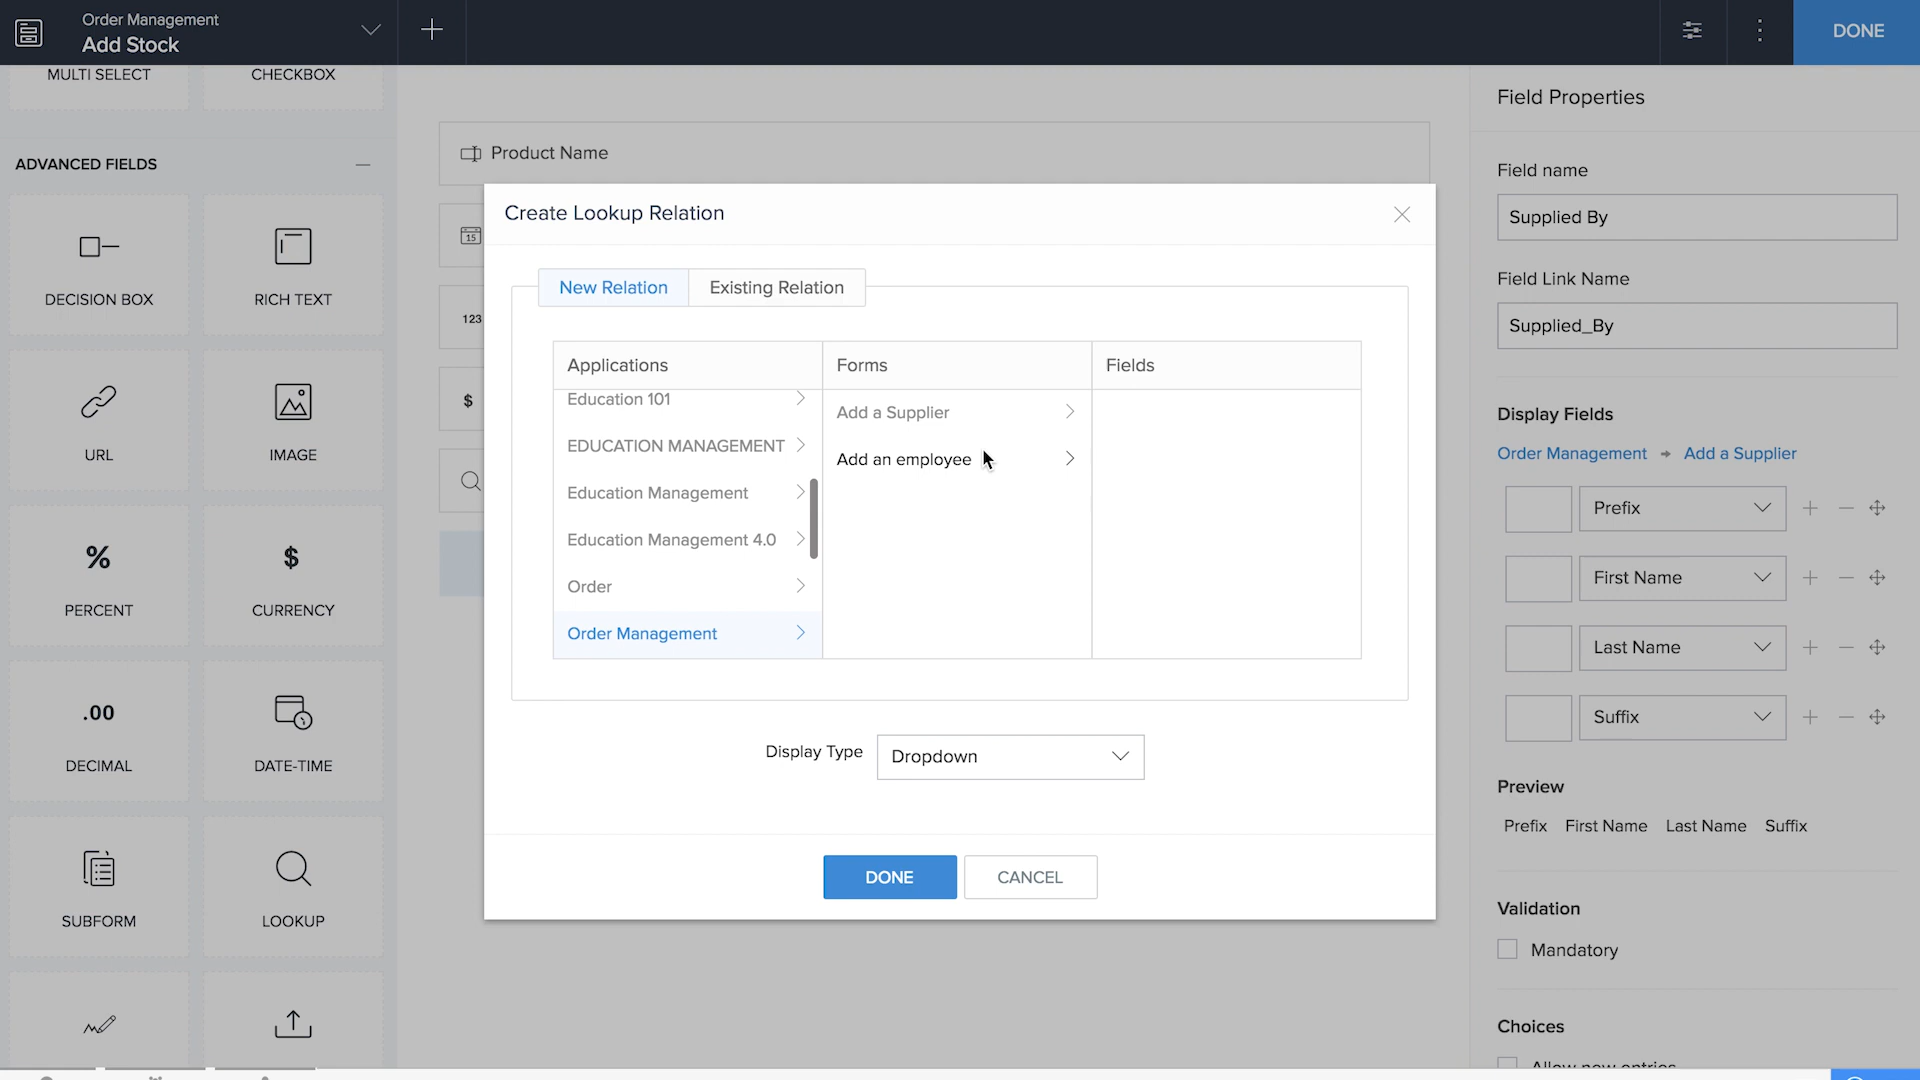 Order Management
Add Stock
DONE
MULTI SELECT
CHECKBOX
ADVANCED FIELDS
DECISION BOX
RICH TEXT
URL
IMAGE
%
PERCENT
$
CURRENCY
.00
DECIMAL
DATE-TIME
SUBFORM
LOOKUP
Product Name
15
123
$
Create Lookup Relation
New Relation
Existing Relation
Applications
Forms
Fields
Education 101
EDUCATION MANAGEMENT
Education Management
Education Management 4.0
Order
Order Management
Add a Supplier
Add an employee
Display Type
Dropdown
DONE
CANCEL
Field Properties
Field name
Supplied By
Field Link Name
Supplied_By
Display Fields
Order Management
Add a Supplier
Prefix
First Name
Last Name
Suffix
Preview
Prefix First Name Last Name Suffix
Validation
Mandatory
Choices
Allow new entries